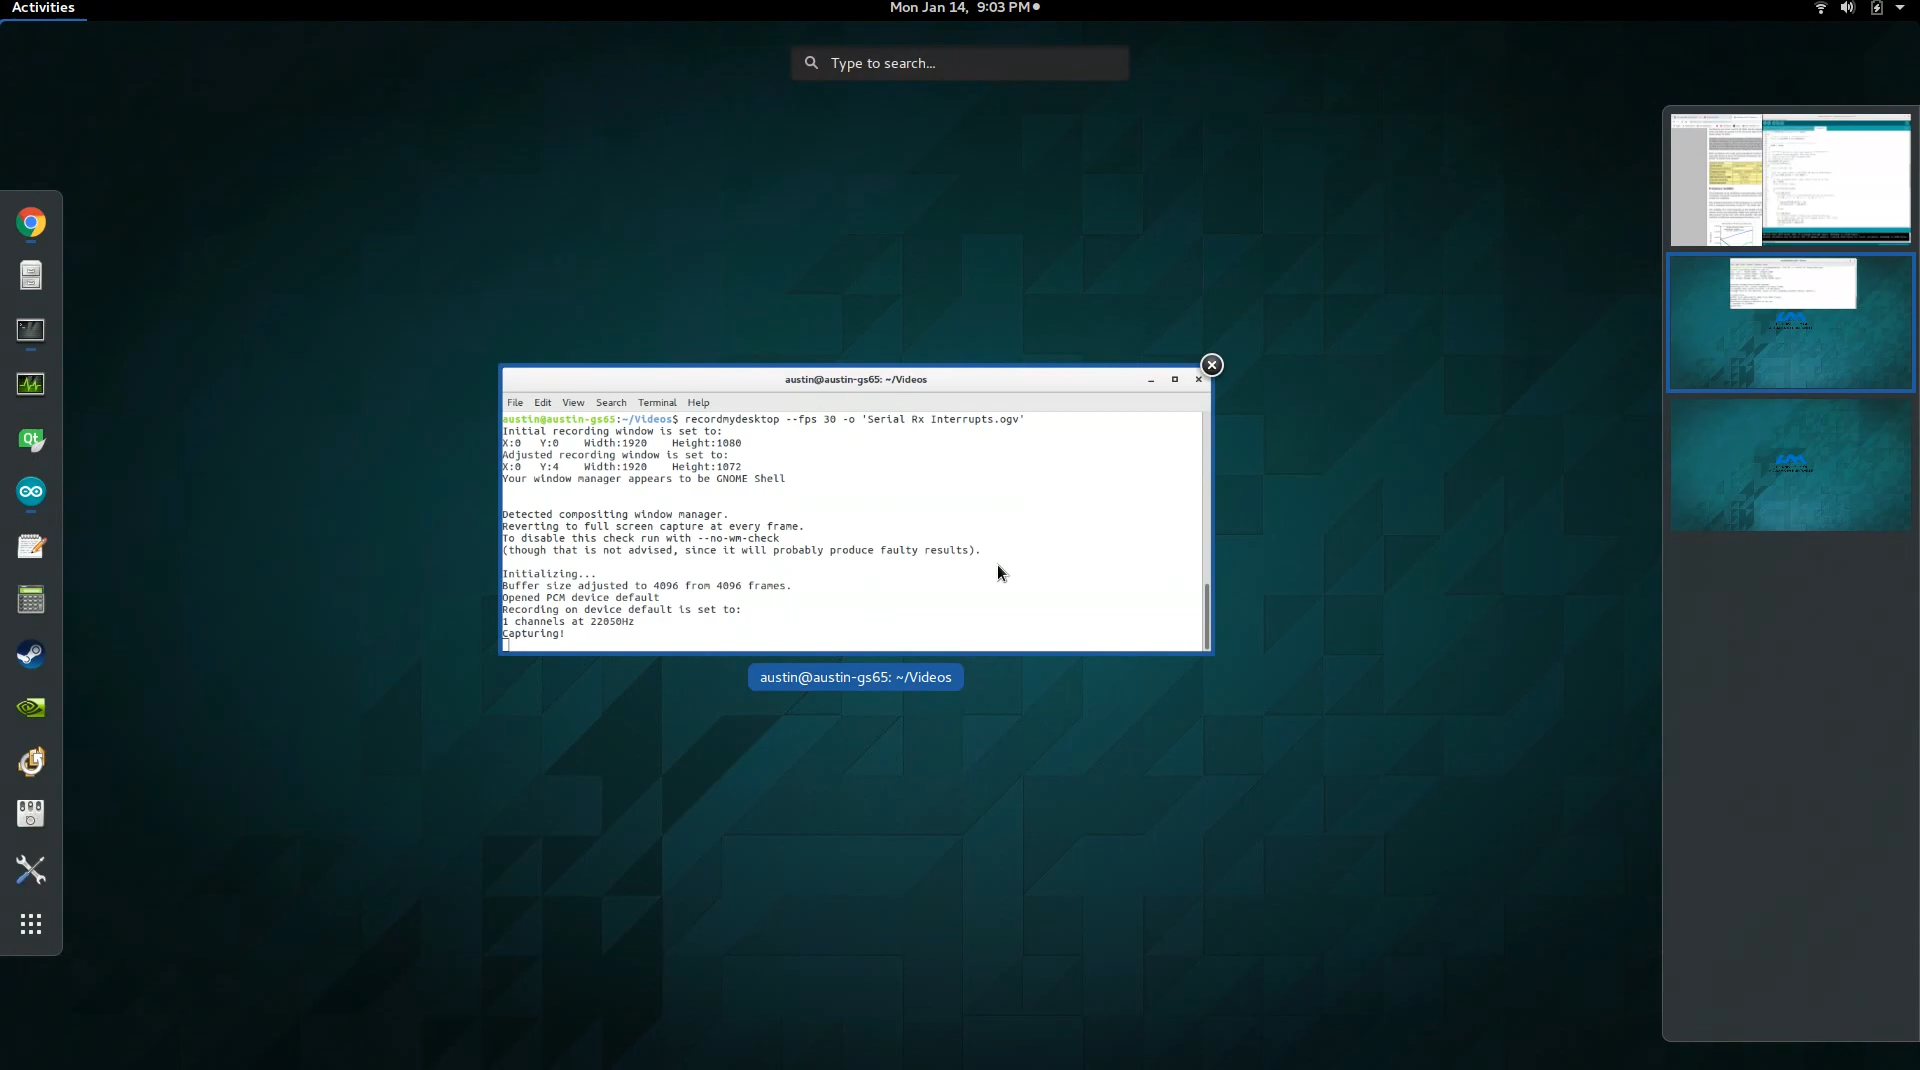 Activities
Mon Jan 14, 9:03 PM
Type to search...
austin@austin-gs65: ~/Videos
File Edit View Search Terminal Help
austin@austin-gs65:~/Videos$ recordmydesktop --fps 30 -o 'Serial Rx Interrupts.ogv'
Initial recording window is set to:
X:0 Y:0 Width:1920 Height:1080
Adjusted recording window is set to:
X:0 Y:4 Width:1920 Height:1072
Your window manager appears to be GNOME Shell
Detected compositing window manager.
Reverting to full screen capture at every frame.
To disable this check run with --no-wm-check
(though that is not advised, since it will probably produce faulty results).
Initializing...
Buffer size adjusted to 4096 from 4096 frames.
Opened PCM device default
Recording on device default is set to:
1 channels at 22050Hz
Capturing!
austin@austin-gs65: ~/Videos
Qt